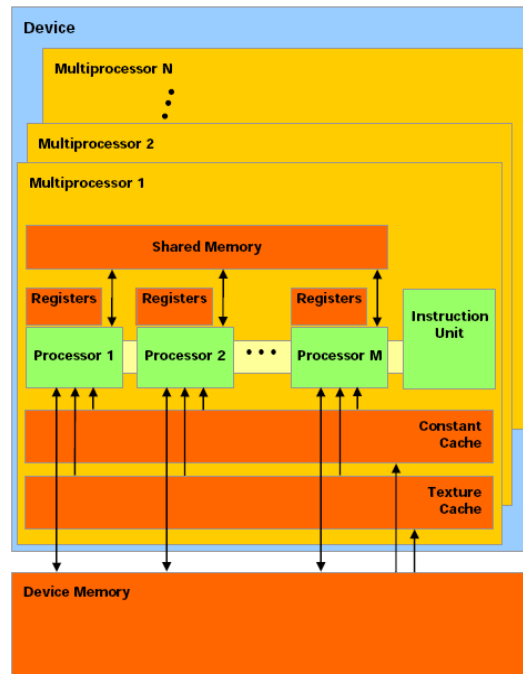 Device
Multiprocessor N
Multiprocessor 2
Multiprocessor 1
Shared Memory
Registers
Registers
Registers
Instruction
Unit
Processor 1
Processor 2
Processor M
Constant
Cache
Texture
Cache
Device Memory